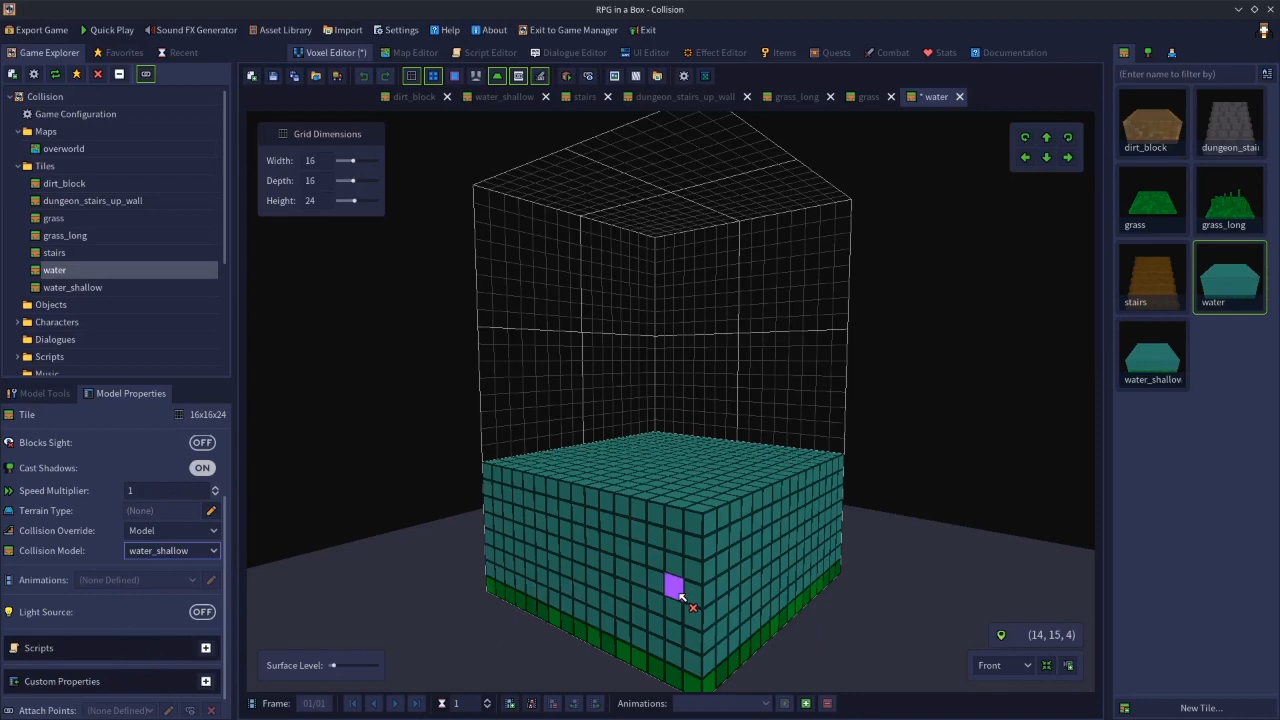 RPG in a Box - Collision
Export Game Quick Play Sound FX Generator Asset Library Import Settings Help About Exit to Game Manager Exit
Game Explorer Favorites Recent Voxel Editor (*) Map Editor Script Editor Dialogue Editor UI Editor Effect Editor Items Quests Combat Stats Documentation
(Enter name to filter by)
dirt_block water_shallow stairs dungeon_stairs_up_wall grass_long grass * water
Collision
Game Configuration
Maps
overworld
Tiles
dirt_block
dungeon_stairs_up_wall
grass
grass_long
stairs
water
water_shallow
Objects
Characters
Dialogues
Scripts
Music
Model Tools Model Properties
Tile 16x16x24
Blocks Sight: OFF
Cast Shadows: ON
Speed Multiplier: 1
Terrain Type: (None)
Collision Override: Model
Collision Model: water_shallow
Animations: (None Defined)
Light Source: OFF
Scripts
Custom Properties
Attach Points: (None Defined)
Grid Dimensions
Width: 16
Depth: 16
Height: 24
Surface Level:
(14, 15, 4)
Front
Frame: 01/01 1 Animations:
dirt_block dungeon_stair
grass grass_long
stairs water
water_shallow
New Tile...